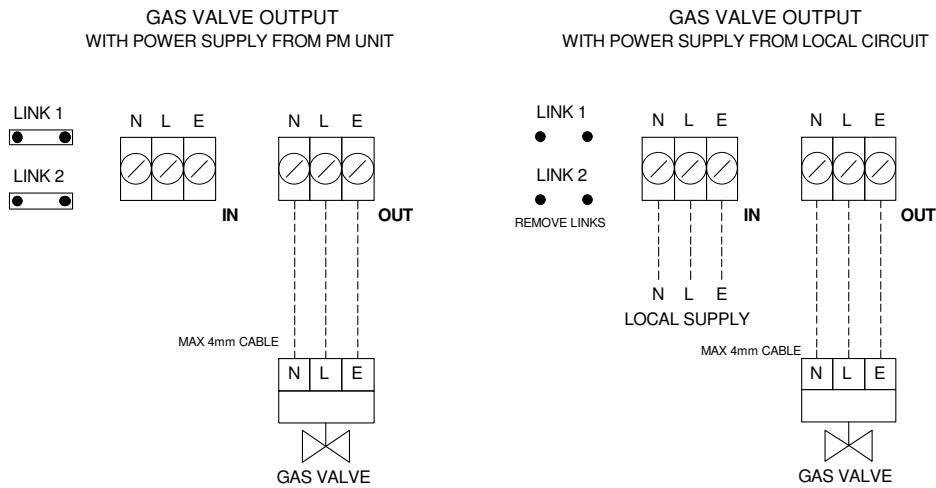 GAS VALVE OUTPUT
WITH POWER SUPPLY FROM PM UNIT
LINK 1
N L E
N L E
LINK 2
IN
OUT
MAX 4mm CABLE
N L E
GAS VALVE
GAS VALVE OUTPUT
WITH POWER SUPPLY FROM LOCAL CIRCUIT
LINK 1
N L E
N L E
LINK 2
REMOVE LINKS
IN
OUT
N L E
LOCAL SUPPLY
MAX 4mm CABLE
N L E
GAS VALVE